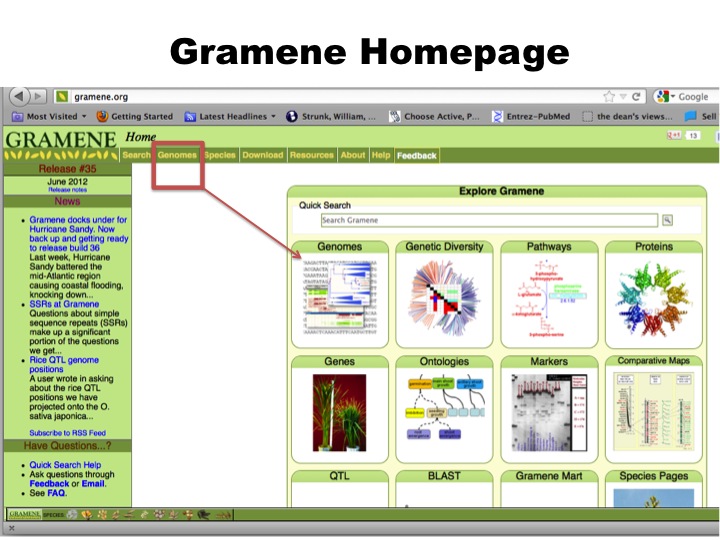 Gramene Homepage
gramene.org
Google
Most Visited
Getting Started
Latest Headlines
Strunk, William, ...
Choose Active, P...
Entrez-PubMed
the dean's views...
Sell
GRAMENE
Home
+1
13
Search
Genomes
Species
Download
Resources
About
Help
Feedback
Release #35
June 2012
Release notes
News
Gramene docks under for
Hurricane Sandy. Now
back up and getting ready
to release build 36
Last week, Hurricane
Sandy battered the
mid-Atlantic region
causing coastal flooding,
knocking down...
SSRs at Gramene
Questions about simple
sequence repeats (SSRs)
make up a significant
portion of the questions
we get...
Rice QTL genome
positions
A user wrote in asking
about the rice QTL
positions we have
projected onto the O.
sativa japonica...
Subscribe to RSS Feed
Have Questions...?
Quick Search Help
Ask questions through
Feedback or Email.
See FAQ.
Explore Gramene
Quick Search
Search Gramene
Genomes
Genetic Diversity
Pathways
Proteins
Genes
Ontologies
Markers
Comparative Maps
QTL
BLAST
Gramene Mart
Species Pages
GRAMENE
SPECIES